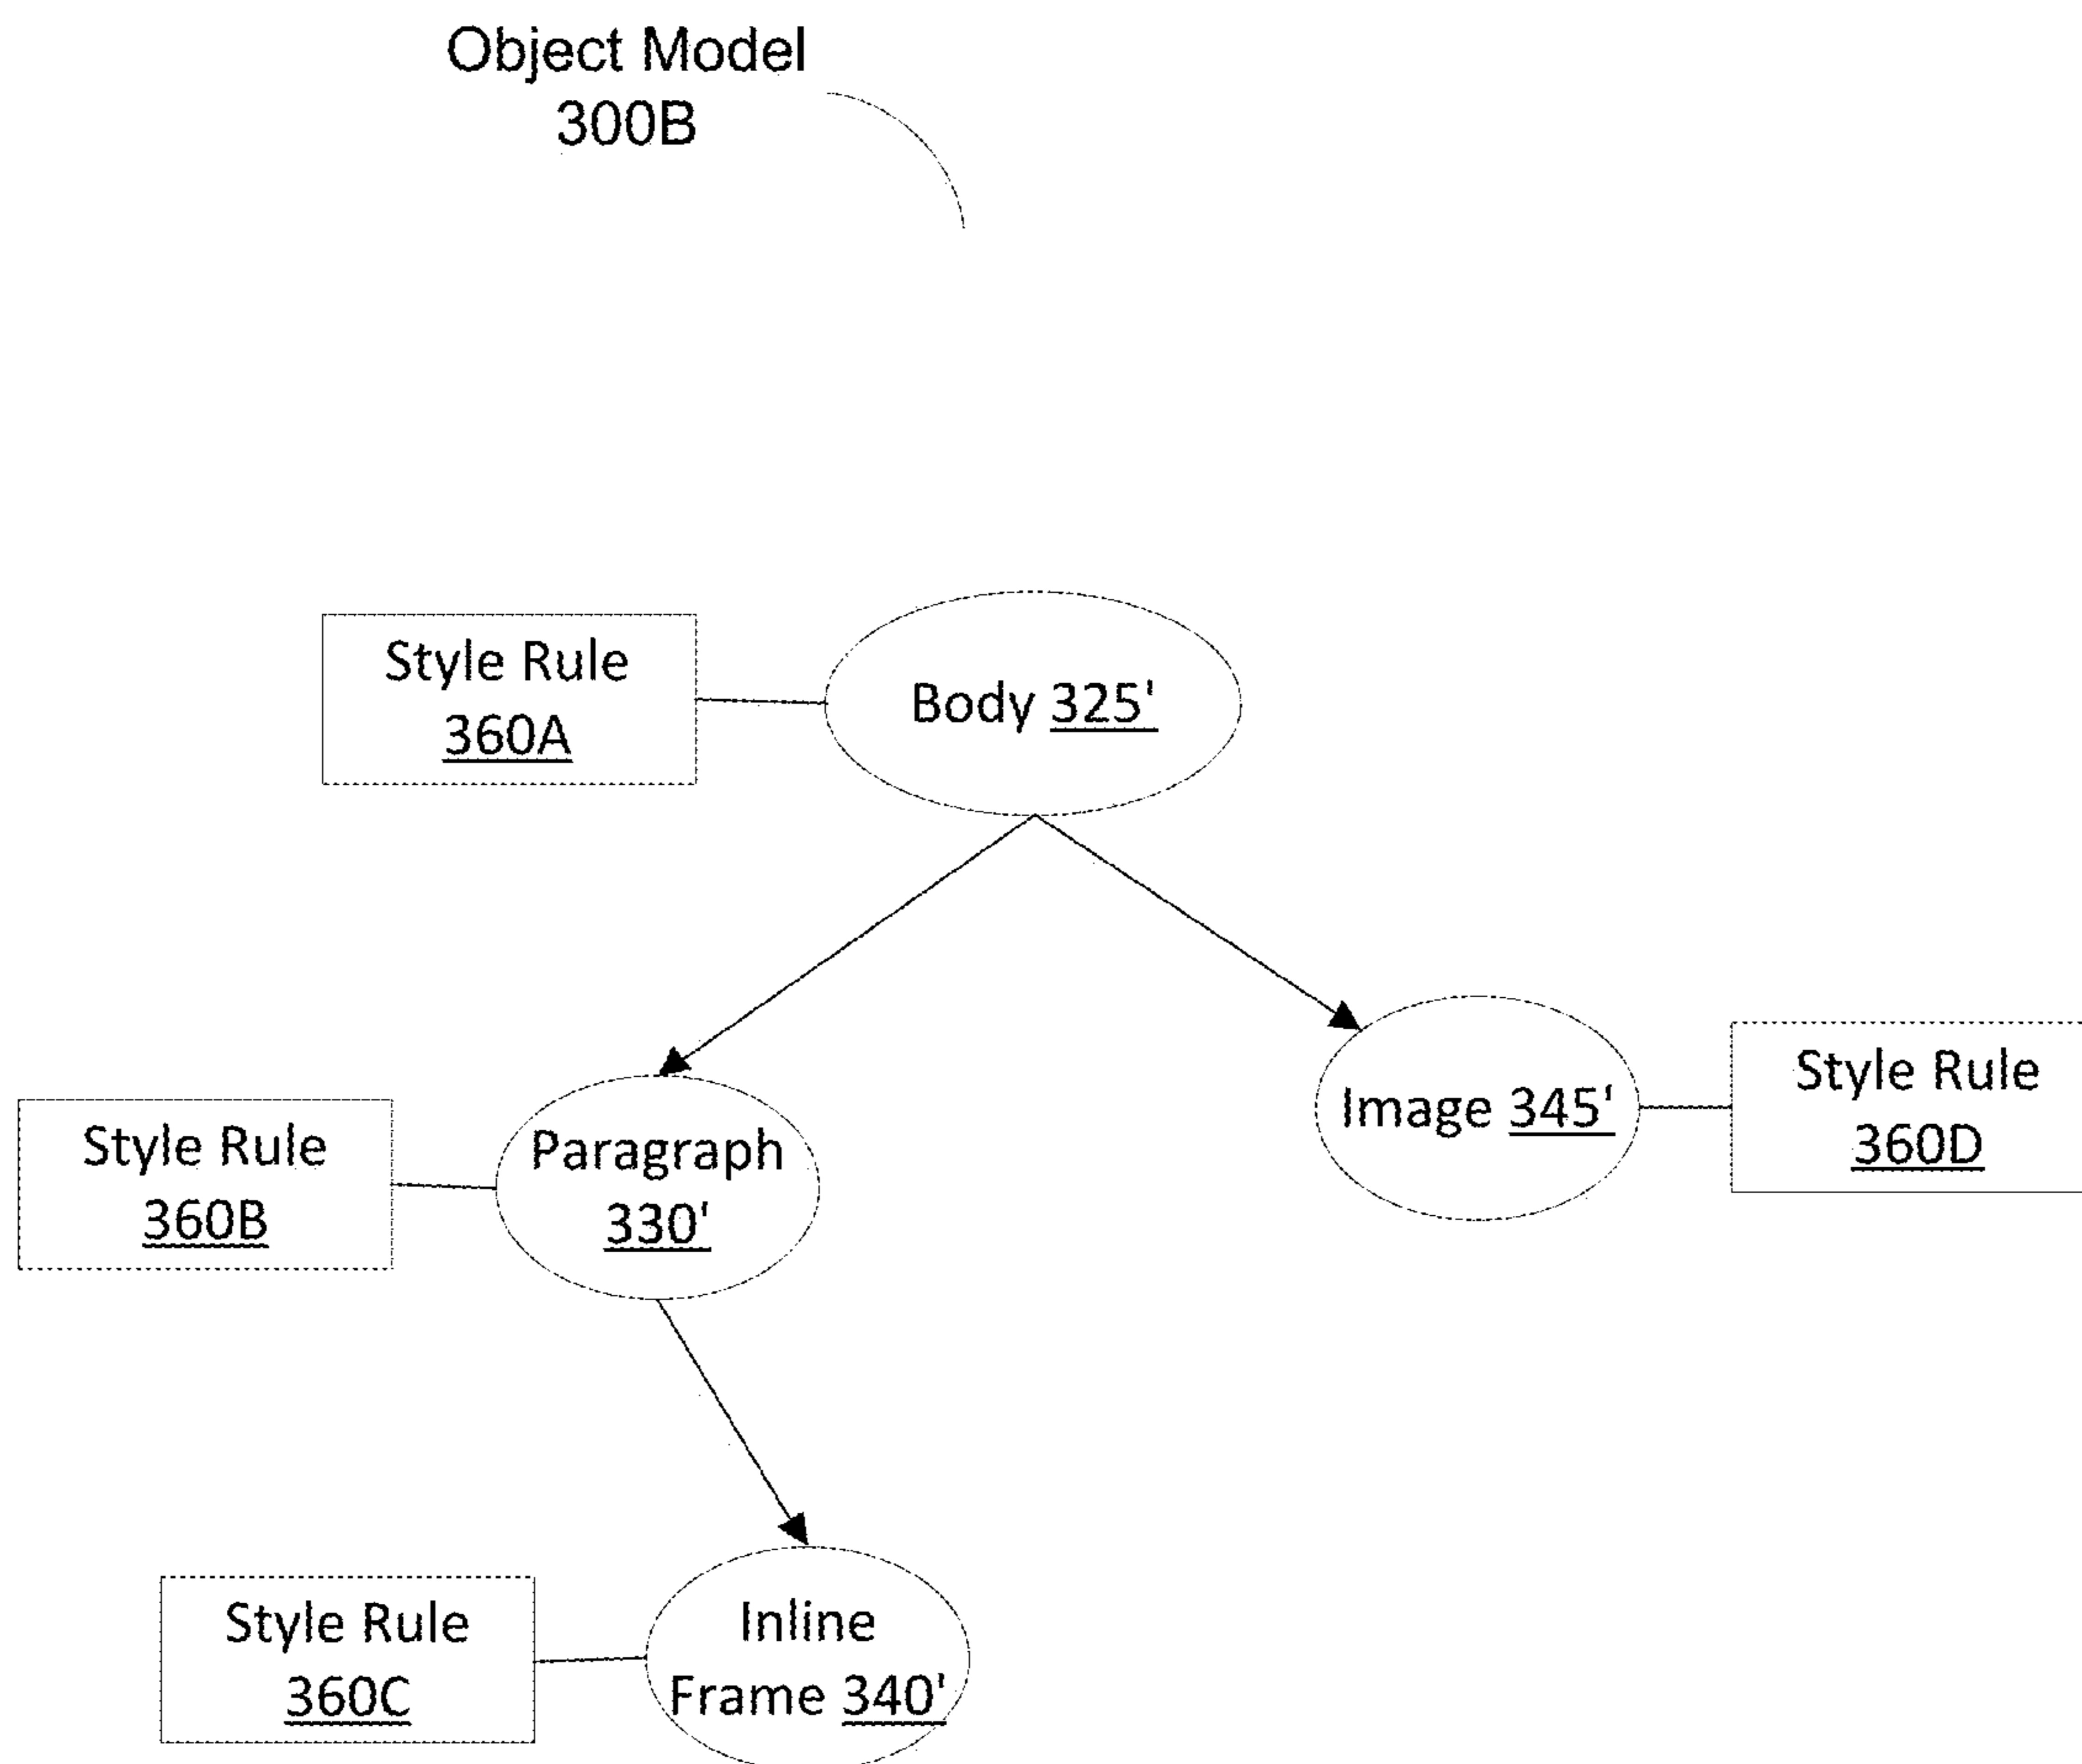 Object Model
300B
Style Rule
360A
Body 325'
Style Rule
360B
Paragraph
330'
Image 345'
Style Rule
360D
Style Rule
360C
Inline
Frame 340'